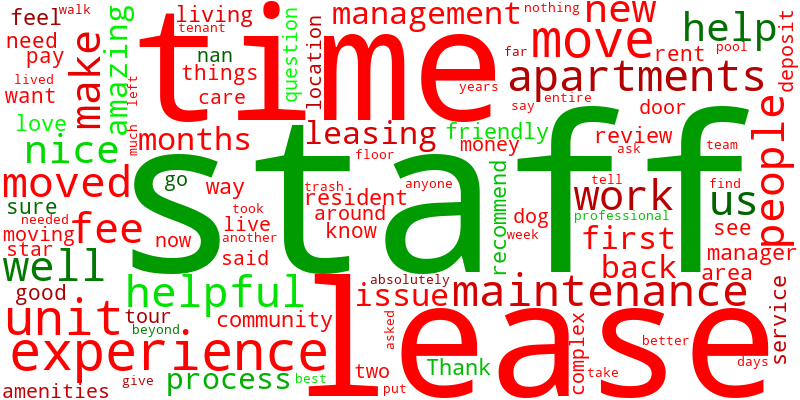 feel
walk
living
tenant
time
question
location
management
nothing
new
help
deposit
need
pay
make
amazing
nan
things
care
move
far
pool
rent
lived
want
left
years
apartments
say
entire
door
love
nice
much
months
leasing
friendly
money
review
ask
team
people
floor
staff
moved
go
way
trash
anyone
resident
recommend
work
tell
find
us
sure
needed
moving
star
fee
now
took
live
another
said
around
know
dog
week
professional
first
see
manager
well
good
back
area
helpful
absolutely
issue
maintenance
service
unit
tour
beyond
community
lease
asked
complex
better
experience
amenities
give
process
best
two
put
Thank
take
days